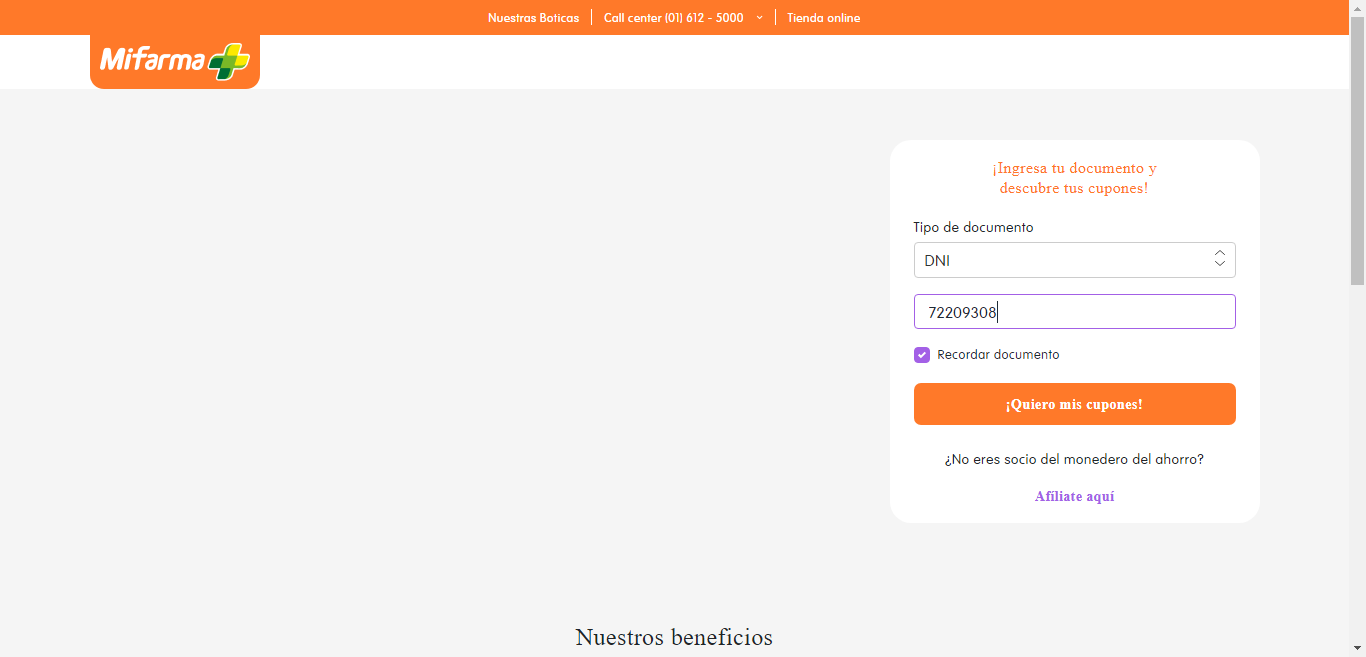 Nuestras Boticas
Call center (01) 612 - 5000
Tienda online
Mifarma
¡Ingresa tu documento y
descubre tus cupones!
Tipo de documento
DNI
72209308
Recordar documento
¡Quiero mis cupones!
¿No eres socio del monedero del ahorro?
Afíliate aquí
Nuestros beneficios